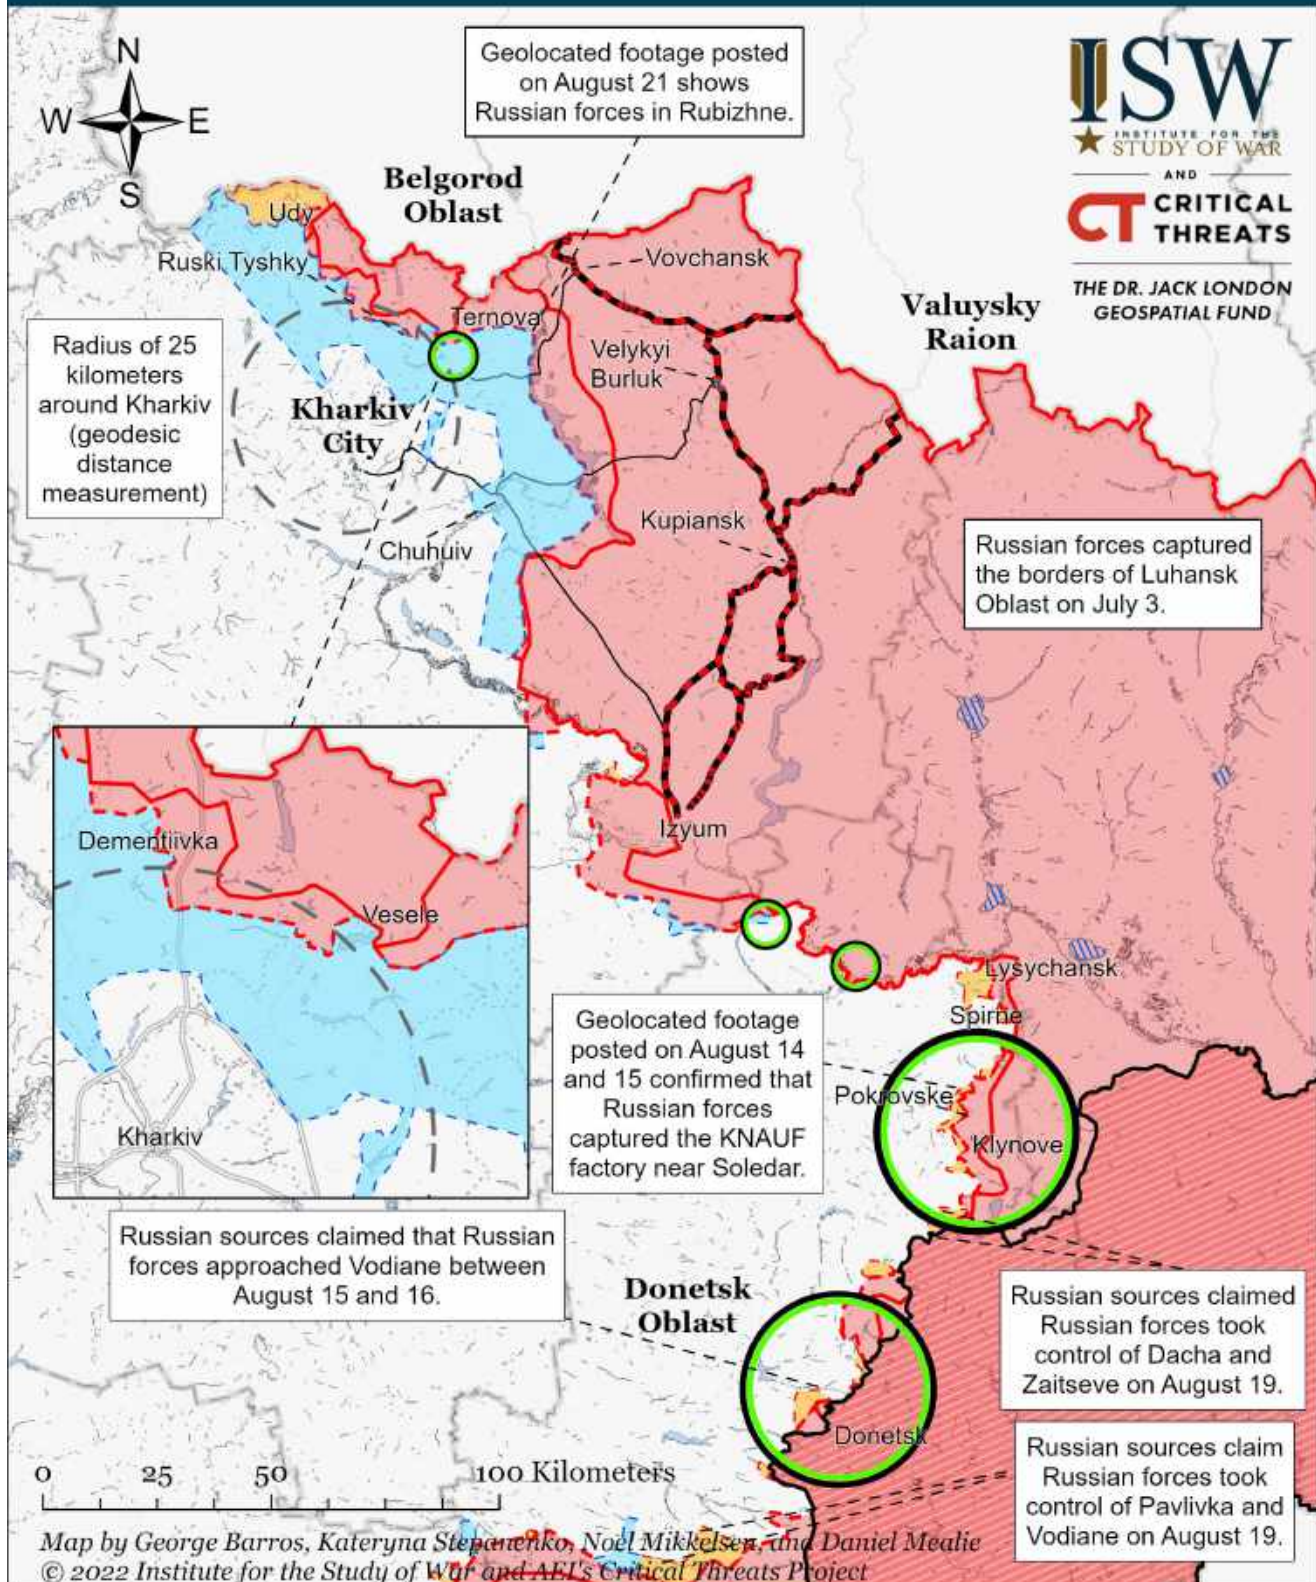 Geolocated footage posted
on August 21 shows
Russian forces in Rubizhne.
ISW
INSTITUTE FOR THE
STUDY OF WAR
AND
CT CRITICAL
THREATS
THE DR. JACK LONDON
GEOSPATIAL FUND
N
W E
S
Belgorod
Oblast
Udy
Ruski Tyshky
Vovchansk
Ternova
Valuysky
Raion
Velykyi
Burluk
Radius of 25
kilometers
around Kharkiv
(geodesic
distance
measurement)
Kharkiv
City
Kupiansk
Chuhuiv
Russian forces captured
the borders of Luhansk
Oblast on July 3.
Izyum
Dementiivka
Vesele
Kharkiv
Lysychansk
Spirne
Geolocated footage
posted on August 14
and 15 confirmed that
Russian forces
captured the KNAUF
factory near Soledar.
Pokrovske
Klynove
Russian sources claimed that Russian
forces approached Vodiane between
August 15 and 16.
Donetsk
Oblast
Russian sources claimed
Russian forces took
control of Dacha and
Zaitseve on August 19.
Donetsk
Russian sources claim
Russian forces took
control of Pavlivka and
Vodiane on August 19.
0 25 50 100 Kilometers
Map by George Barros, Kateryna Stepanenko, Noel Mikkelsen, and Daniel Mealie
© 2022 Institute for the Study of War and AEI's Critical Threats Project